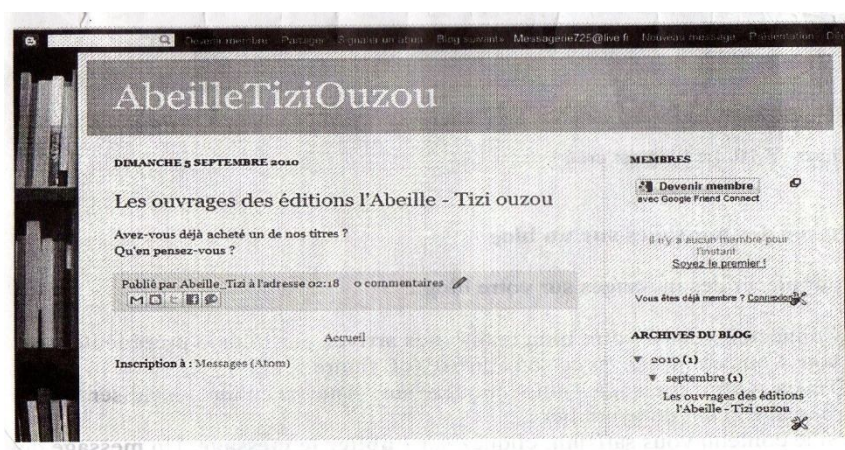 Devenir membre Partager Signaler un abus Blog suivant» Messagerie725@live.fr Nouveau message Présentation
AbeilleTiziOuzou
DIMANCHE 5 SEPTEMBRE 2010
Les ouvrages des éditions l'Abeille - Tizi ouzou
Avez-vous déjà acheté un de nos titres ?
Qu'en pensez-vous ?
Publié par Abeille_Tizi à l'adresse 02:18 0 commentaires
Accueil
Inscription à : Messages (Atom)
MEMBRES
Devenir membre
avec Google Friend Connect
Il n'y a aucun membre pour
l'instant.
Soyez le premier !
Vous êtes déjà membre ? Connexion
ARCHIVES DU BLOG
▼ 2010 (1)
▼ septembre (1)
Les ouvrages des éditions
l'Abeille - Tizi ouzou